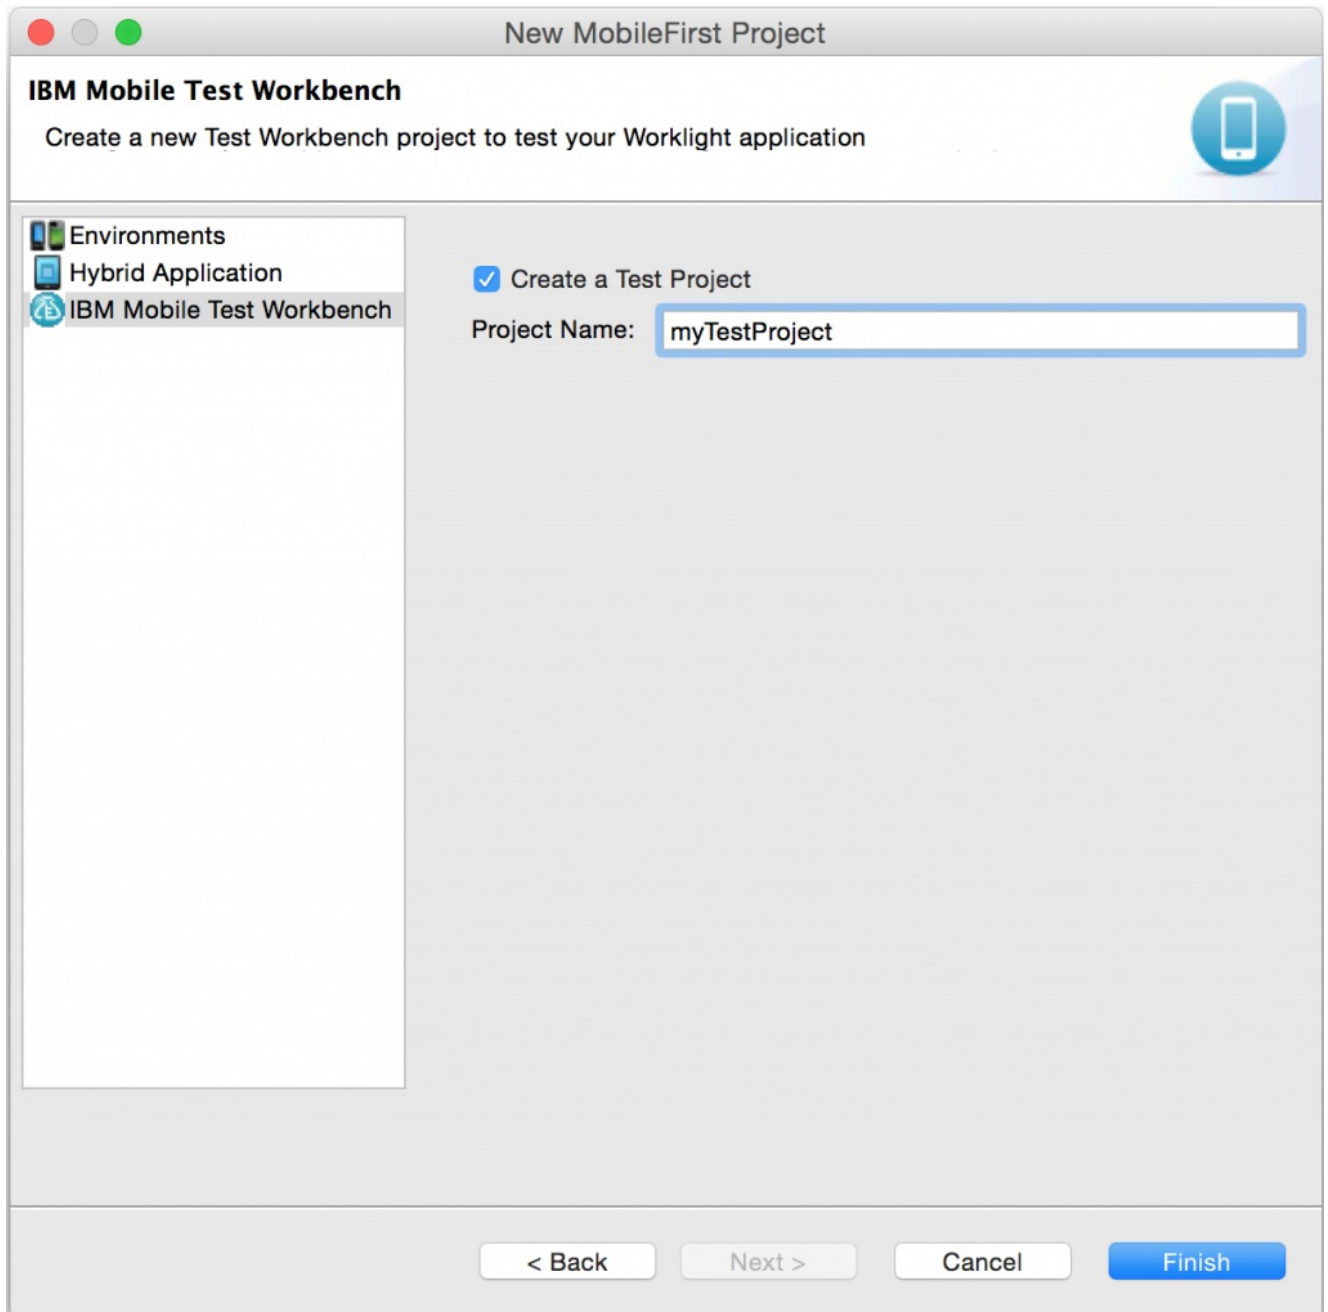 New MobileFirst Project
IBM Mobile Test Workbench
Create a new Test Workbench project to test your Worklight application
Environments
Hybrid Application
IBM Mobile Test Workbench
Create a Test Project
Project Name: myTestProject
< Back Next > Cancel Finish